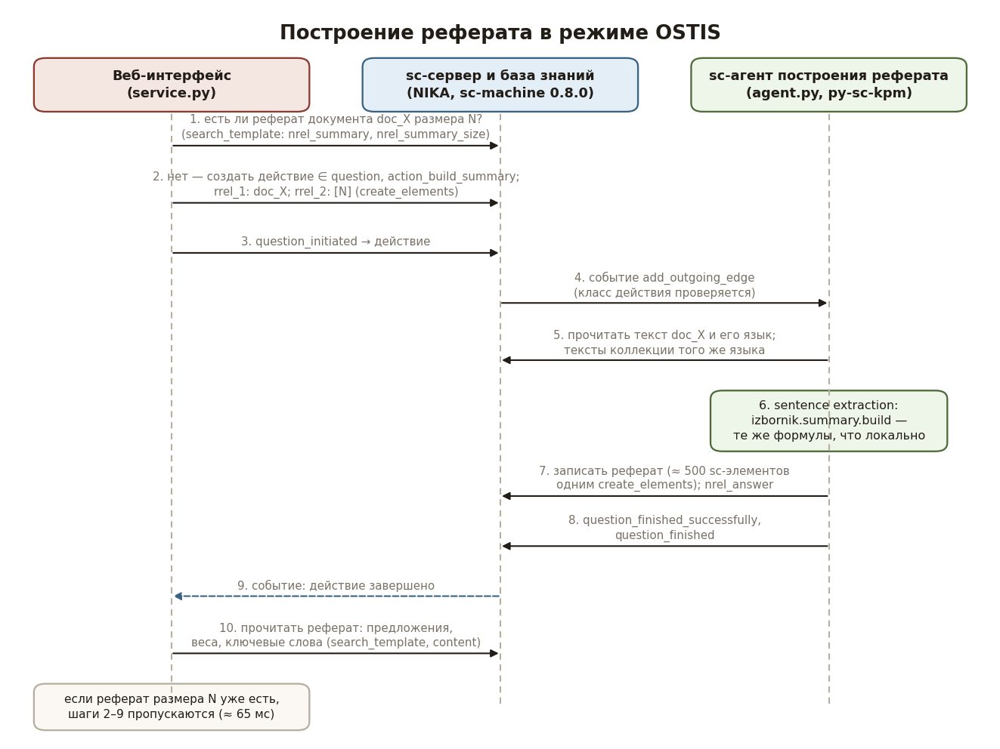 Построение реферата в режиме OSTIS
Веб-интерфейс
(service.py)
sc-сервер и база знаний
(NIKA, sc-machine 0.8.0)
sc-агент построения реферата
(agent.py, py-sc-kpm)
1. есть ли реферат документа doc_X размера N?
(search_template: nrel_summary, nrel_summary_size)
2. нет — создать действие ∈ question, action_build_summary;
rrel_1: doc_X; rrel_2: [N] (create_elements)
3. question_initiated → действие
4. событие add_outgoing_edge
(класс действия проверяется)
5. прочитать текст doc_X и его язык;
тексты коллекции того же языка
6. sentence extraction:
izbornik.summary.build —
те же формулы, что локально
7. записать реферат (≈ 500 sc-элементов
одним create_elements); nrel_answer
8. question_finished_successfully,
question_finished
9. событие: действие завершено
10. прочитать реферат: предложения,
веса, ключевые слова (search_template, content)
если реферат размера N уже есть,
шаги 2–9 пропускаются (≈ 65 мс)